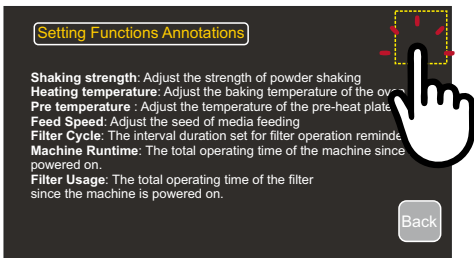 Setting Functions Annotations
Shaking strength: Adjust the strength of powder shaking
Heating temperature: Adjust the baking temperature of the oven
Pre temperature : Adjust the temperature of the pre-heat plate
Feed Speed: Adjust the seed of media feeding
Filter Cycle: The interval duration set for filter operation reminde
Machine Runtime: The total operating time of the machine since
powered on.
Filter Usage: The total operating time of the filter
since the machine is powered on.
Back